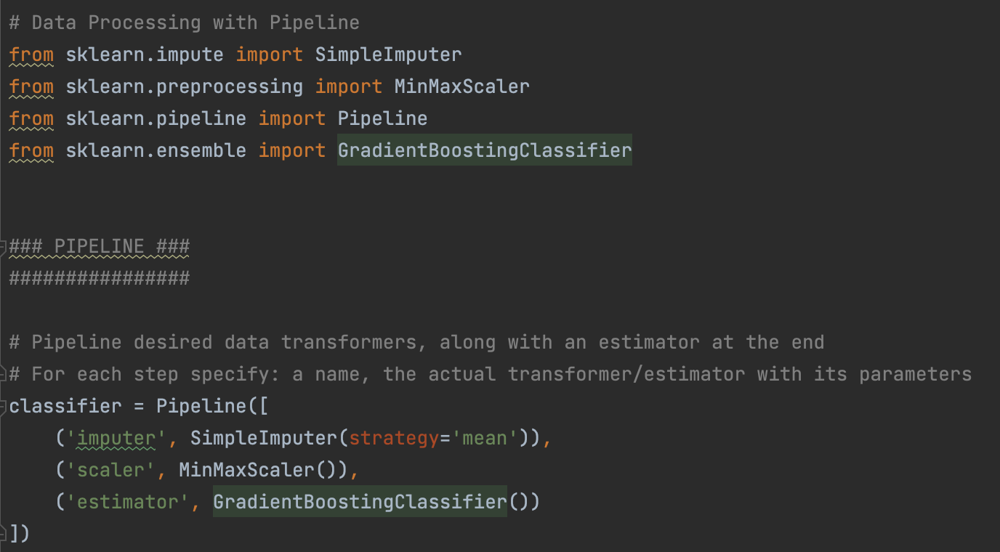 # Data Processing with Pipeline
from sklearn.impute import SimpleImputer
from sklearn.preprocessing import MinMaxScaler
from sklearn.pipeline import Pipeline
from sklearn.ensemble import GradientBoostingClassifier
### PIPELINE ###
################
# Pipeline desired data transformers, along with an estimator at the end
# For each step specify: a name, the actual transformer/estimator with its parameters
classifier = Pipeline([
    ('imputer', SimpleImputer(strategy='mean')),
    ('scaler', MinMaxScaler()),
    ('estimator', GradientBoostingClassifier())
])